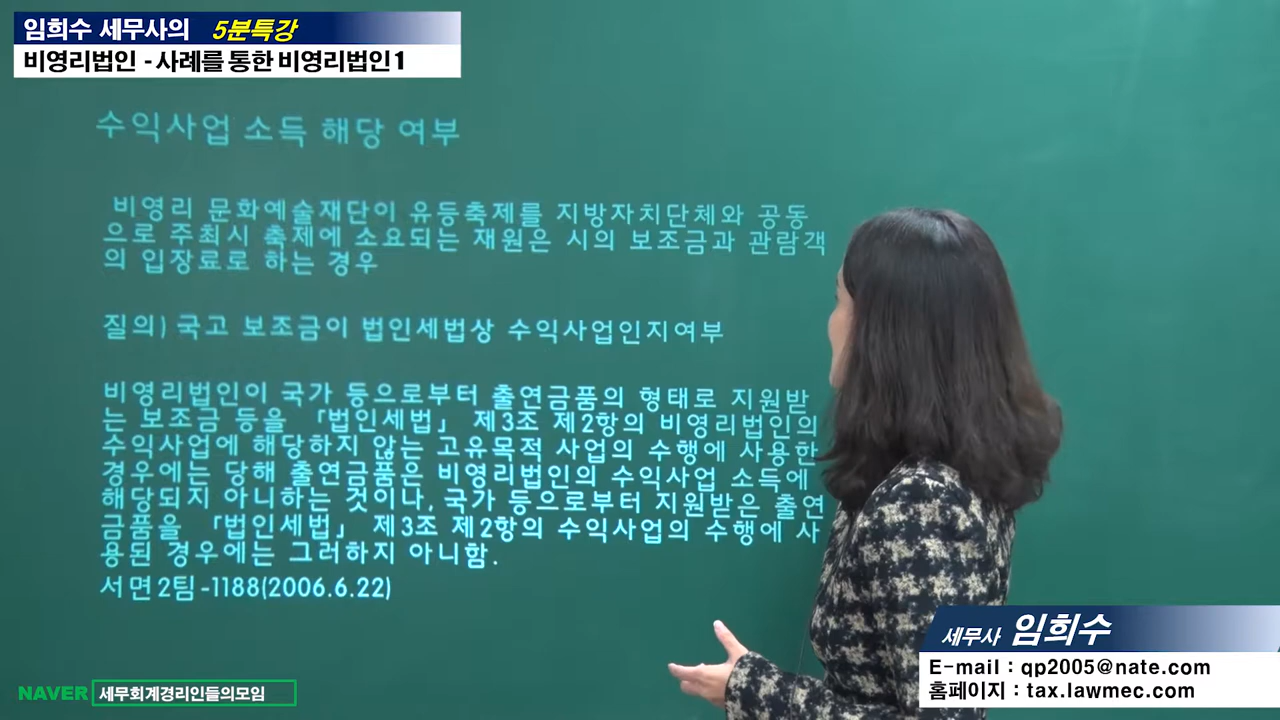 임희수 세무사의 5분특강
비영리법인 - 사례를 통한 비영리법인1
수익사업 소득 해당 여부
비영리 문화예술재단이 유등축제를 지방자치단체와 공동
으로 주최시 축제에 소요되는 재원은 시의 보조금과 관람객
의 입장료로 하는 경우
질의) 국고 보조금이 법인세법상 수익사업인지여부
비영리법인이 국가 등으로부터 출연금품의 형태로 지원받
는 보조금 등을 「법인세법」 제3조 제2항의 비영리법인의
수익사업에 해당하지 않는 고유목적 사업의 수행에 사용한
경우에는 당해 출연금품은 비영리법인의 수익사업 소득에
해당되지 아니하는 것이나, 국가 등으로부터 지원받은 출연
금품을 「법인세법」 제3조 제2항의 수익사업의 수행에 사
용된 경우에는 그러하지 아니함.
서면2팀-1188(2006.6.22)
세무사 임희수
E-mail : qp2005@nate.com
홈페이지 : tax.lawmec.com
NAVER 세무회계경리인들의모임